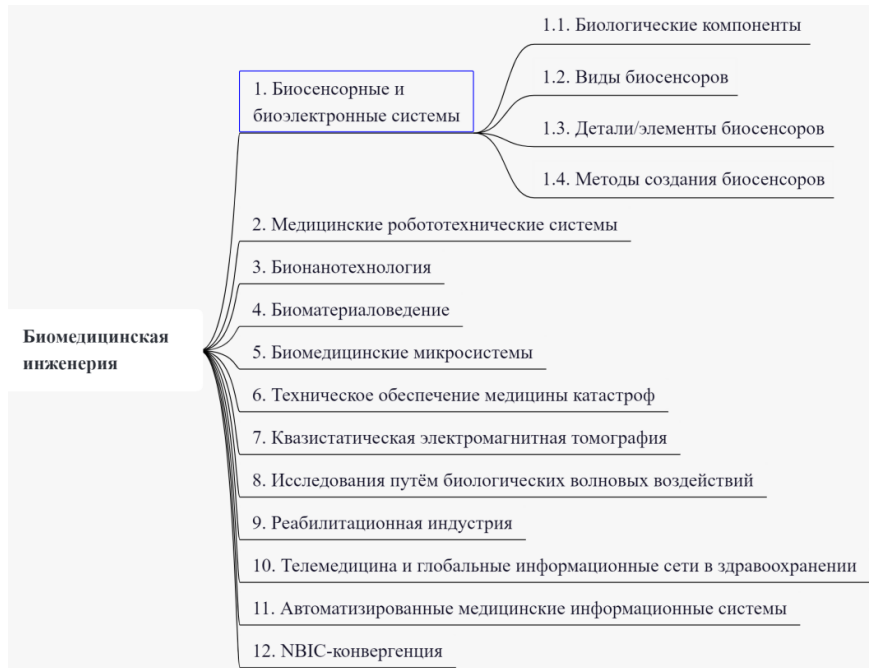 Биомедицинская
инженерия
1. Биосенсорные и
биоэлектронные системы
1.1. Биологические компоненты
1.2. Виды биосенсоров
1.3. Детали/элементы биосенсоров
1.4. Методы создания биосенсоров
2. Медицинские робототехнические системы
3. Бионанотехнология
4. Биоматериаловедение
5. Биомедицинские микросистемы
6. Техническое обеспечение медицины катастроф
7. Квазистатическая электромагнитная томография
8. Исследования путём биологических волновых воздействий
9. Реабилитационная индустрия
10. Телемедицина и глобальные информационные сети в здравоохранении
11. Автоматизированные медицинские информационные системы
12. NBIC-конвергенция